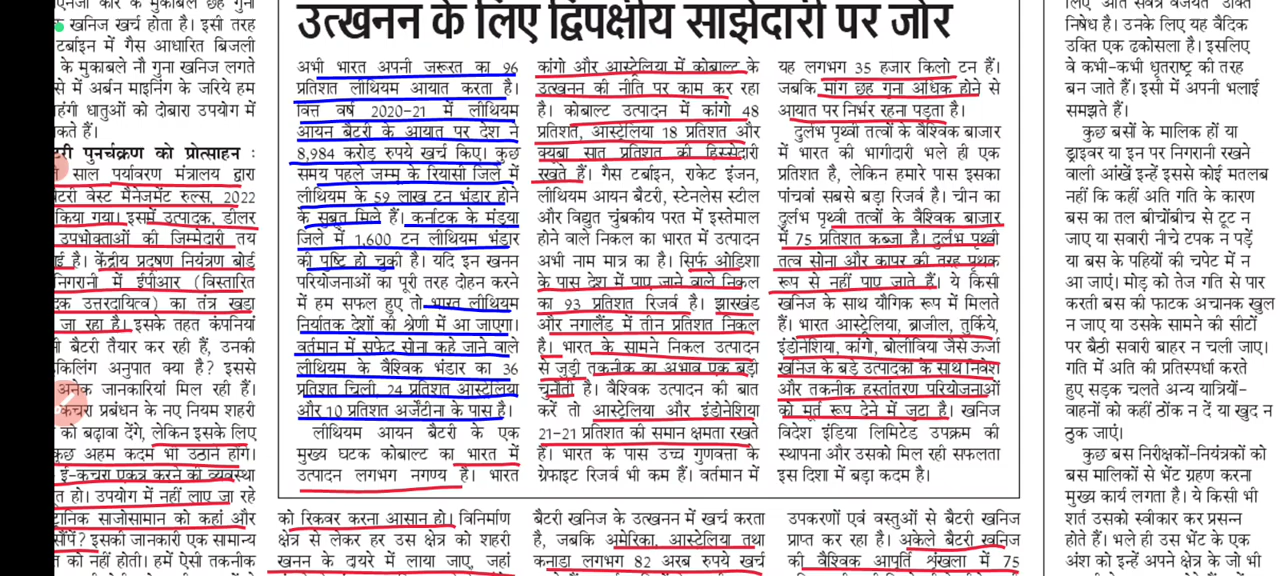 एनजी कार के मुकाबले छह गुना
खनिज खर्च होता है। इसी तरह
टर्बाइन में गैस आधारित बिजली
के मुकाबले नौ गुना खनिज लगते
से में अर्बन माइनिंग के जरिये हम
हंगी धातुओं को दोबारा उपयोग में
कते हैं।
टरी पुनर्चक्रण को प्रोत्साहन :
साल पर्यावरण मंत्रालय द्वारा
टरी वेस्ट मैनेजमेंट रुल्स, 2022
किया गया। इसमें उत्पादक, डीलर
उपभोक्ताओं की जिम्मेदारी तय
ई है। केंद्रीय प्रदूषण नियंत्रण बोर्ड
निगरानी में ईपीआर (विस्तारित
दक उत्तरदायित्व) का तंत्र खड़ा
जा रहा है। इसके तहत कंपनियां
नी बैटरी तैयार कर रही हैं, उनकी
किलिंग अनुपात क्या है? इससे
अनेक जानकारियां मिल रही हैं।
कचरा प्रबंधन के नए नियम शहरी
को बढ़ावा देंगे, लेकिन इसके लिए
कुछ अहम कदम भी उठाने होंगे।
ई-कचरा एकत्र करने की व्यवस्था
त हो। उपयोग में नहीं लाए जा रहे
ट्रानिक साजोसामान को कहां और
सौंपें? इसकी जानकारी एक सामान्य
त को नहीं होती। हमें ऐसी तकनीक
उत्खनन के लिए द्विपक्षीय साझेदारी पर जोर
अभी भारत अपनी जरूरत का 96
प्रतिशत लीथियम आयात करता है।
वित्त वर्ष 2020-21 में लीथियम
आयन बैटरी के आयात पर देश ने
8,984 करोड़ रुपये खर्च किए। कुछ
समय पहले जम्मू के रियासी जिले में
लीथियम के 59 लाख टन भंडार होने
के सुबूत मिले हैं। कर्नाटक के मंड्या
जिले में 1,600 टन लीथियम भंडार
की पुष्टि हो चुकी है। यदि इन खनन
परियोजनाओं का पूरी तरह दोहन करने
में हम सफल हुए तो भारत लीथियम
निर्यातक देशों की श्रेणी में आ जाएगा।
वर्तमान में सफेद सोना कहे जाने वाले
लीथियम के वैश्विक भंडार का 36
प्रतिशत चिली, 24 प्रतिशत आस्ट्रेलिया
और 10 प्रतिशत अर्जेंटीना के पास है।
लीथियम आयन बैटरी के एक
मुख्य घटक कोबाल्ट का भारत में
उत्पादन लगभग नगण्य है। भारत
कांगो और आस्ट्रेलिया में कोबाल्ट के
उत्खनन की नीति पर काम कर रहा
है। कोबाल्ट उत्पादन में कांगो 48
प्रतिशत, आस्ट्रेलिया 18 प्रतिशत और
क्यूबा सात प्रतिशत की हिस्सेदारी
रखते हैं। गैस टर्बाइन, राकेट इंजन,
लीथियम आयन बैटरी, स्टेनलेस स्टील
और विद्युत चुंबकीय परत में इस्तेमाल
होने वाले निकल का भारत में उत्पादन
अभी नाम मात्र का है। सिर्फ ओड़िशा
के पास देश में पाए जाने वाले निकल
का 93 प्रतिशत रिजर्व है। झारखंड
और नगालैंड में तीन प्रतिशत निकल
है। भारत के सामने निकल उत्पादन
से जुड़ी तकनीक का अभाव एक बड़ी
चुनौती है। वैश्विक उत्पादन की बात
करें तो आस्ट्रेलिया और इंडोनेशिया
21-21 प्रतिशत की समान क्षमता रखते
हैं। भारत के पास उच्च गुणवत्ता के
ग्रेफाइट रिजर्व भी कम हैं। वर्तमान में
यह लगभग 35 हजार किलो टन हैं।
जबकि मांग छह गुना अधिक होने से
आयात पर निर्भर रहना पड़ता है।
दुर्लभ पृथ्वी तत्वों के वैश्विक बाजार
में भारत की भागीदारी भले ही एक
प्रतिशत है, लेकिन हमारे पास इसका
पांचवां सबसे बड़ा रिजर्व है। चीन का
दुर्लभ पृथ्वी तत्वों के वैश्विक बाजार
में 75 प्रतिशत कब्जा है। दुर्लभ पृथ्वी
तत्व सोना और कापर की तरह पृथक
रूप से नहीं पाए जाते हैं। ये किसी
खनिज के साथ यौगिक रूप में मिलते
हैं। भारत आस्ट्रेलिया, ब्राजील, तुर्किये,
इंडोनेशिया, कांगो, बोलीविया जैसे ऊर्जा
खनिज के बड़े उत्पादकों के साथ निवेश
और तकनीक हस्तांतरण परियोजनाओं
को मूर्त रूप देने में जुटा है। खनिज
विदेश इंडिया लिमिटेड उपक्रम की
स्थापना और उसको मिल रही सफलता
इस दिशा में बड़ा कदम है।
को रिकवर करना आसान हो। विनिर्माण
क्षेत्र से लेकर हर उस क्षेत्र को शहरी
खनन के दायरे में लाया जाए, जहां
बैटरी खनिज के उत्खनन में खर्च करता
है, जबकि अमेरिका, आस्ट्रेलिया तथा
कनाडा लगभग 82 अरब रुपये खर्च
उपकरणों एवं वस्तुओं से बैटरी खनिज
प्राप्त कर रहा है। अकेले बैटरी खनिज
की वैश्विक आपूर्ति श्रृंखला में 75
लिए अति सर्वत्र वर्जयेत उक्ति
निषेध है। उनके लिए यह वैदिक
उक्ति एक ढकोसला है। इसलिए
वे कभी-कभी धृतराष्ट्र की तरह
बन जाते हैं। इसी में अपनी भलाई
समझते हैं।
कुछ बसों के मालिक हों या
ड्राइवर या इन पर निगरानी रखने
वाली आंखें इन्हें इससे कोई मतलब
नहीं कि कहीं अति गति के कारण
बस का तल बीचोंबीच से टूट न
जाए या सवारी नीचे टपक न पड़ें
या बस के पहियों की चपेट में न
आ जाएं। मोड़ को तेज गति से पार
करती बस की फाटक अचानक खुल
न जाए या उसके सामने की सीटों
पर बैठी सवारी बाहर न चली जाए।
गति में अति की प्रतिस्पर्धा करते
हुए सड़क चलते अन्य यात्रियों-
वाहनों को कहीं ठोंक न दें या खुद न
ठुक जाएं।
कुछ बस निरीक्षकों-नियंत्रकों को
बस मालिकों से भेंट ग्रहण करना
मुख्य कार्य लगता है। ये किसी भी
शर्त उसको स्वीकार कर प्रसन्न
होते हैं। भले ही उस भेंट के एक
अंश को इन्हें अपने क्षेत्र के जो भी